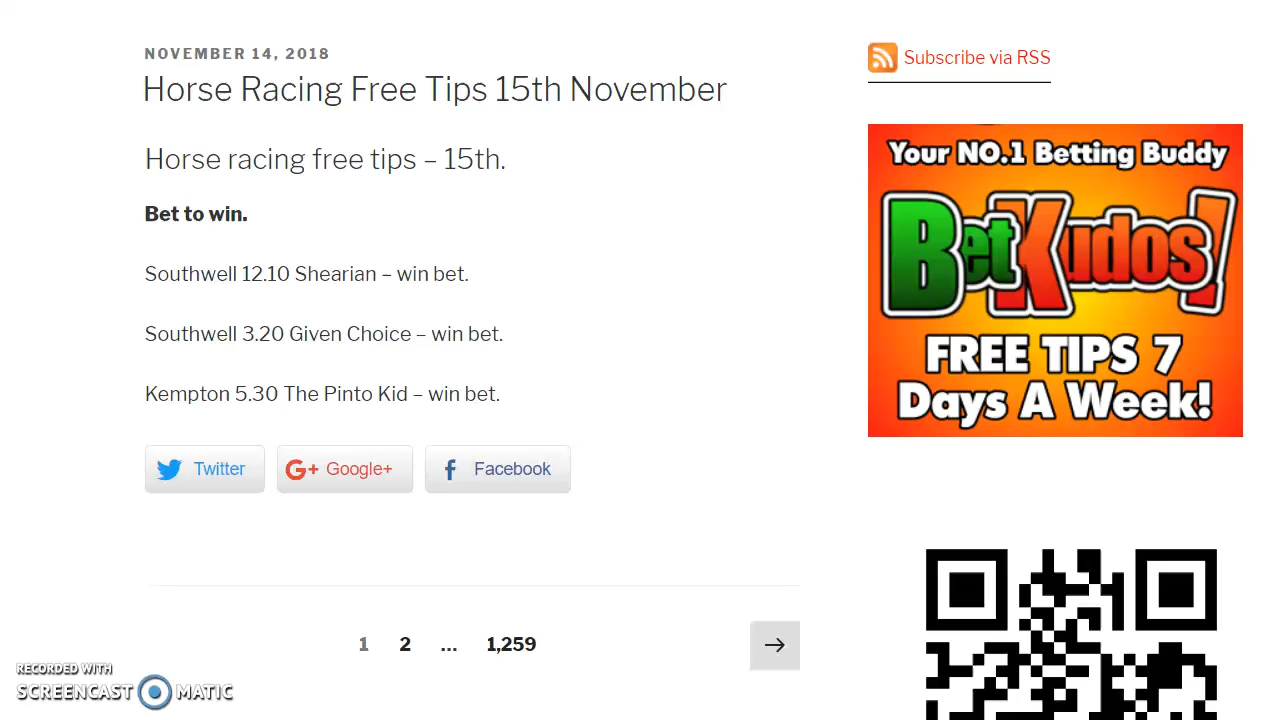 NOVEMBER 14, 2018
Horse Racing Free Tips 15th November
Horse racing free tips – 15th.
Bet to win.
Southwell 12.10 Shearian – win bet.
Southwell 3.20 Given Choice – win bet.
Kempton 5.30 The Pinto Kid – win bet.
Twitter
G+ Google+
f Facebook
1 2 … 1,259
Subscribe via RSS
Your NO.1 Betting Buddy
BetKudos!
FREE TIPS 7
Days A Week!
RECORDED WITH
SCREENCAST MATIC